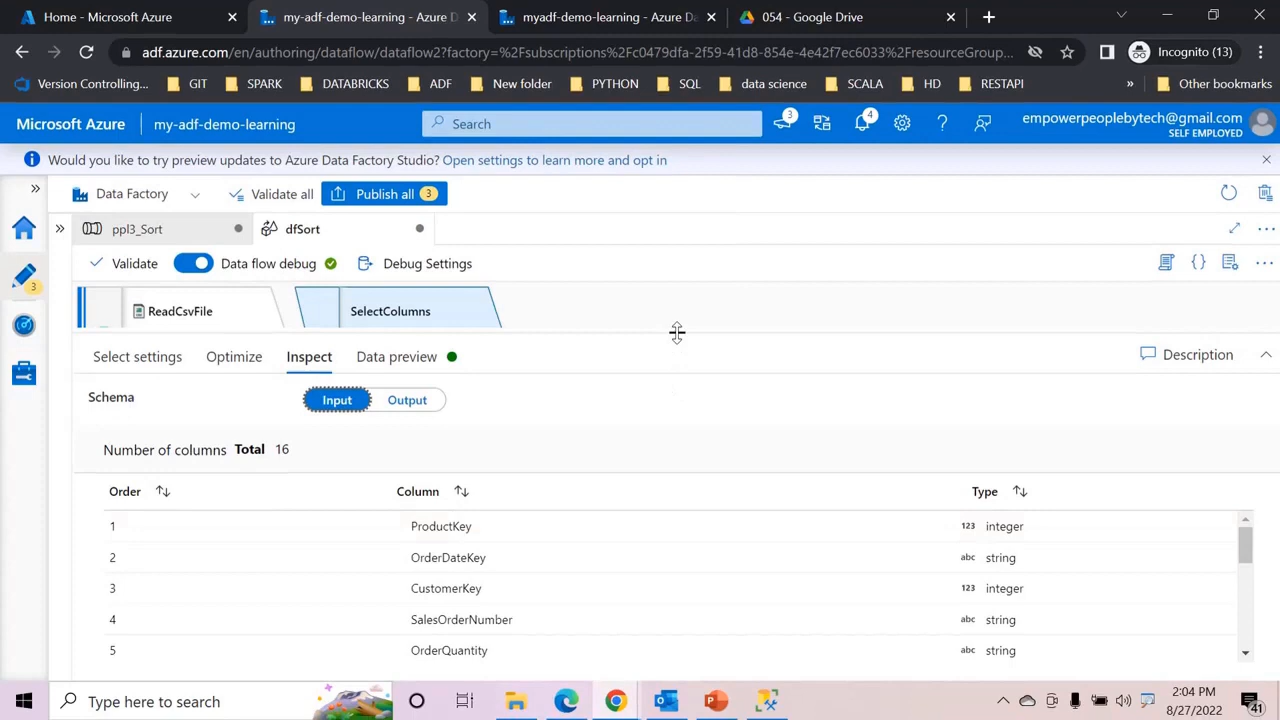 Home - Microsoft Azure
my-adf-demo-learning - Azure D
myadf-demo-learning - Azure Da
054 - Google Drive
adf.azure.com/en/authoring/dataflow/dataflow2?factory=%2Fsubscriptions%2Fc0479dfa-2f59-41d8-854e-4e42f7ec6033%2FresourceGroup...
Incognito (13)
Version Controlling...
GIT
SPARK
DATABRICKS
ADF
New folder
PYTHON
SQL
data science
SCALA
HD
RESTAPI
»
Other bookmarks
Microsoft Azure
my-adf-demo-learning
Search
3
4
empowerpeoplebytech@gmail.com
SELF EMPLOYED
Would you like to try preview updates to Azure Data Factory Studio? Open settings to learn more and opt in
Data Factory
Validate all
Publish all 3
ppl3_Sort
dfSort
3
Validate
Data flow debug
Debug Settings
ReadCsvFile
SelectColumns
Select settings
Optimize
Inspect
Data preview
Description
Schema
Input
Output
Number of columns Total 16
Order
Column
Type
1 ProductKey 123 integer
2 OrderDateKey abc string
3 CustomerKey 123 integer
4 SalesOrderNumber abc string
5 OrderQuantity abc string
Type here to search
2:04 PM
8/27/2022
41